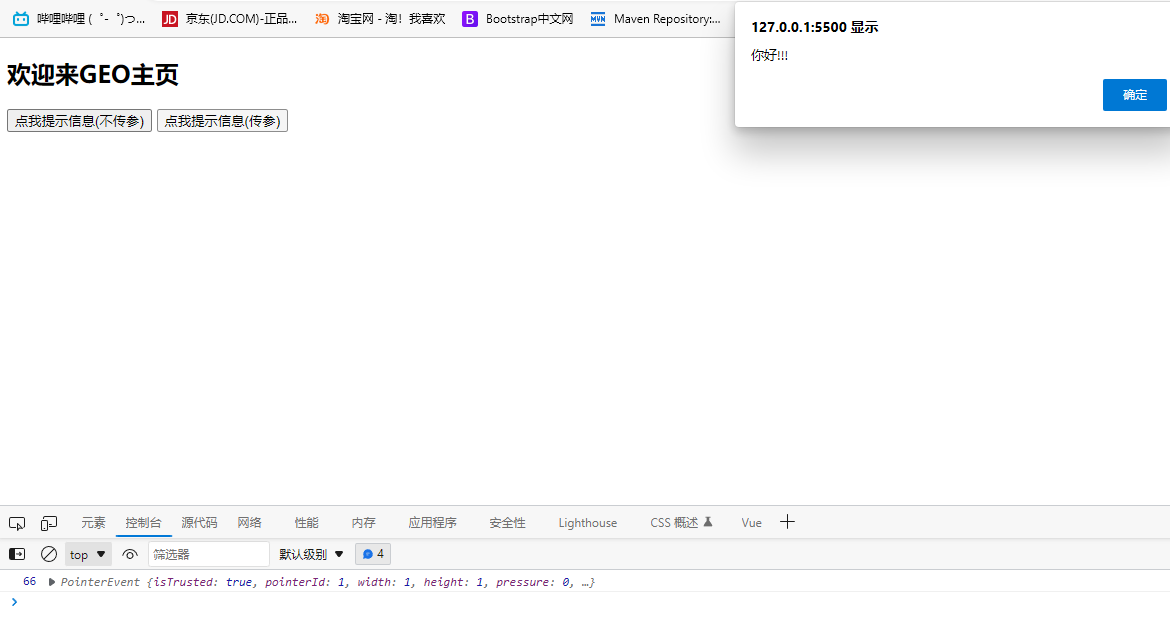 哔哩哔哩 (゜-゜)つ... 京东(JD.COM)-正品... 淘宝网 - 淘！我喜欢 Bootstrap中文网 Maven Repository:...
127.0.0.1:5500 显示
你好!!!
确定
欢迎来GEO主页
点我提示信息(不传参) 点我提示信息(传参)
元素 控制台 源代码 网络 性能 内存 应用程序 安全性 Lighthouse CSS 概述 Vue
top 筛选器 默认级别 4
66 PointerEvent {isTrusted: true, pointerId: 1, width: 1, height: 1, pressure: 0, …}